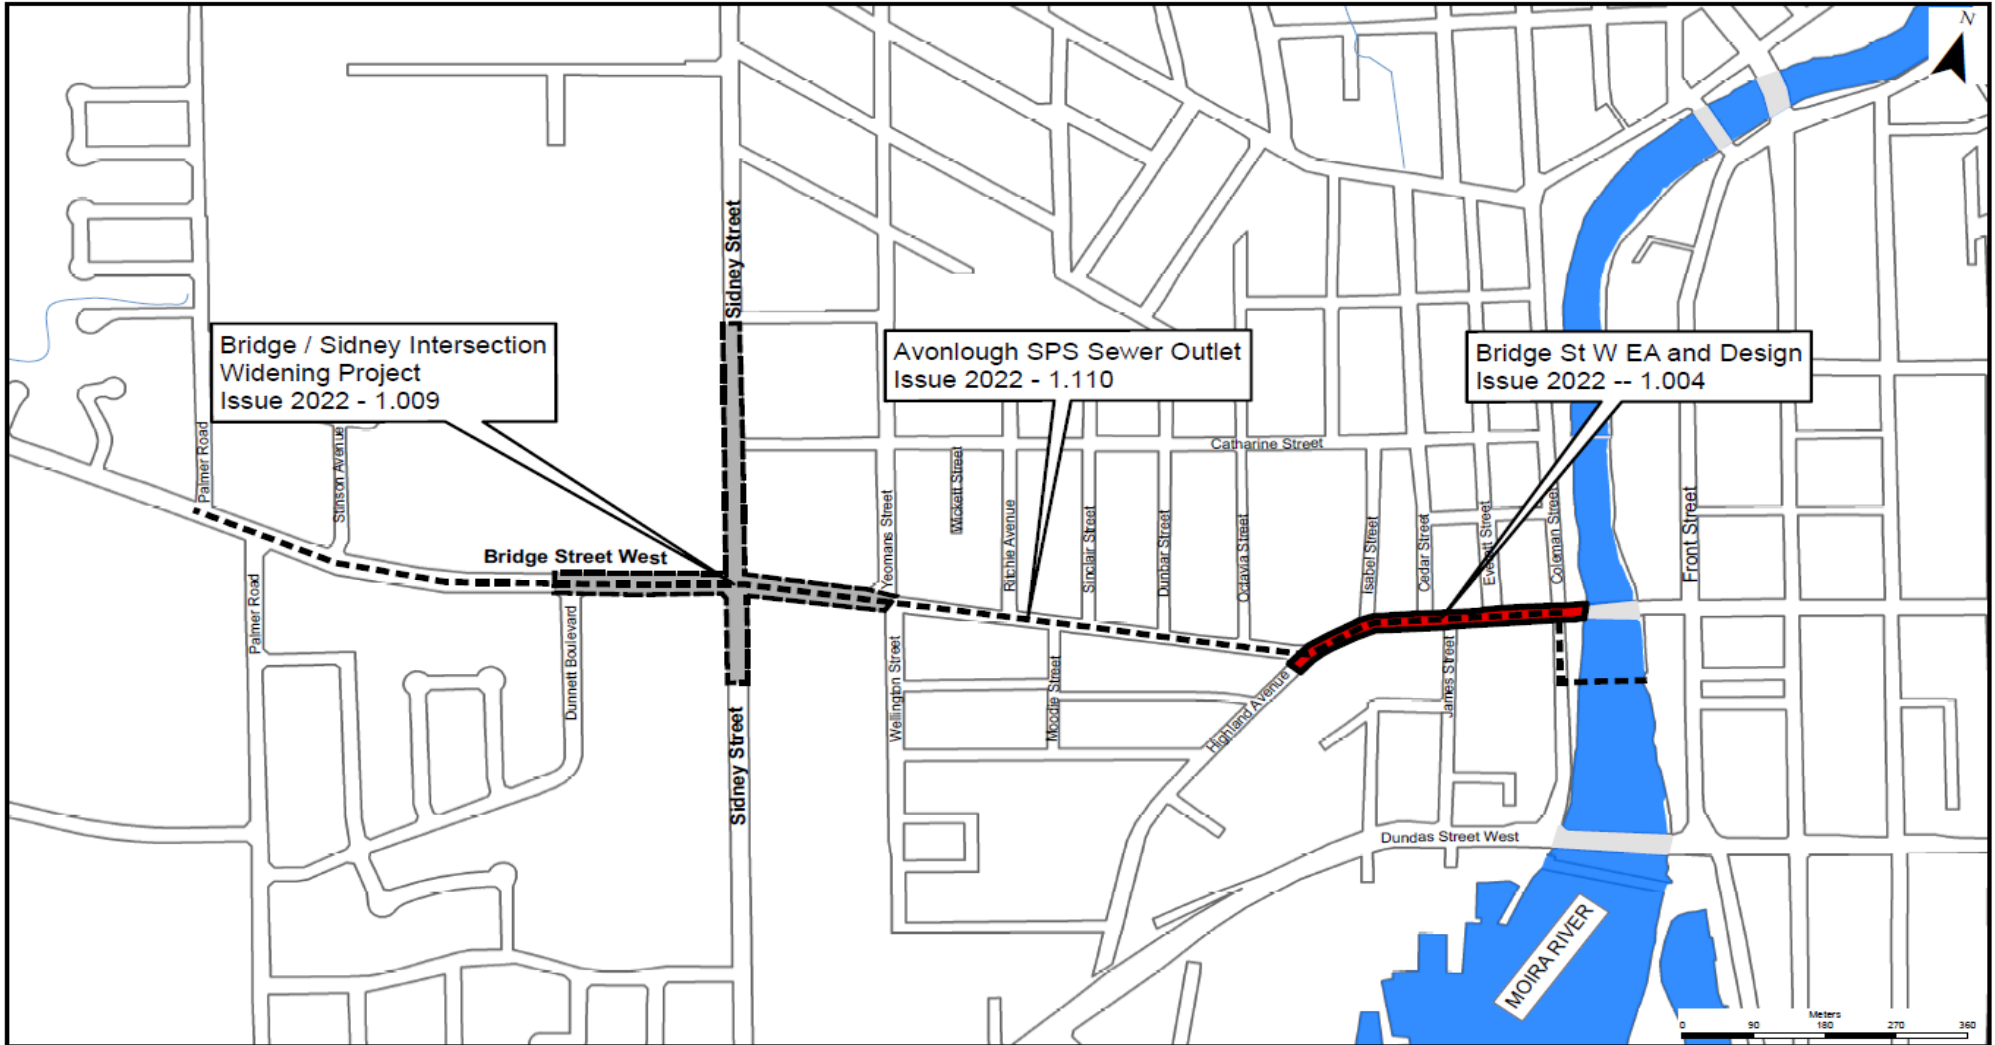 N
Sidney Street
Bridge / Sidney Intersection
Widening Project
Issue 2022 - 1.009
Avonlough SPS Sewer Outlet
Issue 2022 - 1.110
Bridge St W EA and Design
Issue 2022 -- 1.004
Palmer Road
Stinson Avenue
Catharine Street
Wickett Street
Yeomans Street
Ritchie Avenue
Sinclair Street
Dunbar Street
Octavia Street
Isabel Street
Cedar Street
Everett Street
Coleman Street
Front Street
Bridge Street West
Palmer Road
Dunnett Boulevard
Wellington Street
Moodie Street
Highland Avenue
James Street
Sidney Street
Dundas Street West
MOIRA RIVER
Meters
0 90 180 270 360